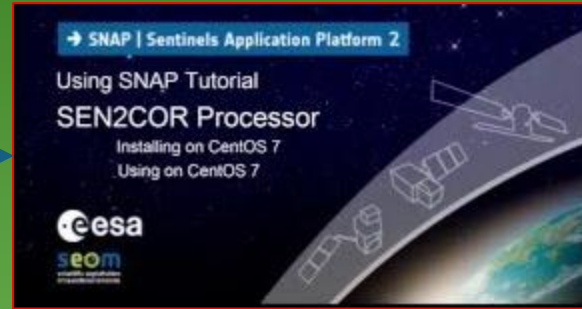 → SNAP | Sentinels Application Platform 2
Using SNAP Tutorial
SEN2COR Processor
Installing on CentOS 7
Using on CentOS 7
esa
seom